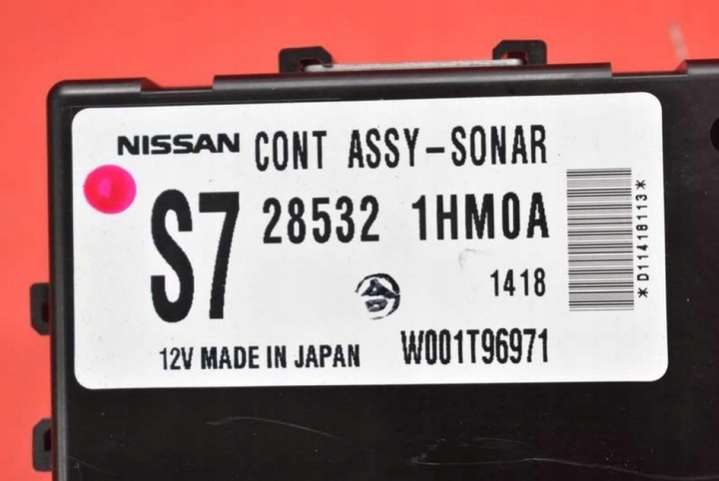 NISSAN CONT ASSY-SONAR
S7 28532 1HM0A
1418
12V MADE IN JAPAN W001T96971
*D11418113*